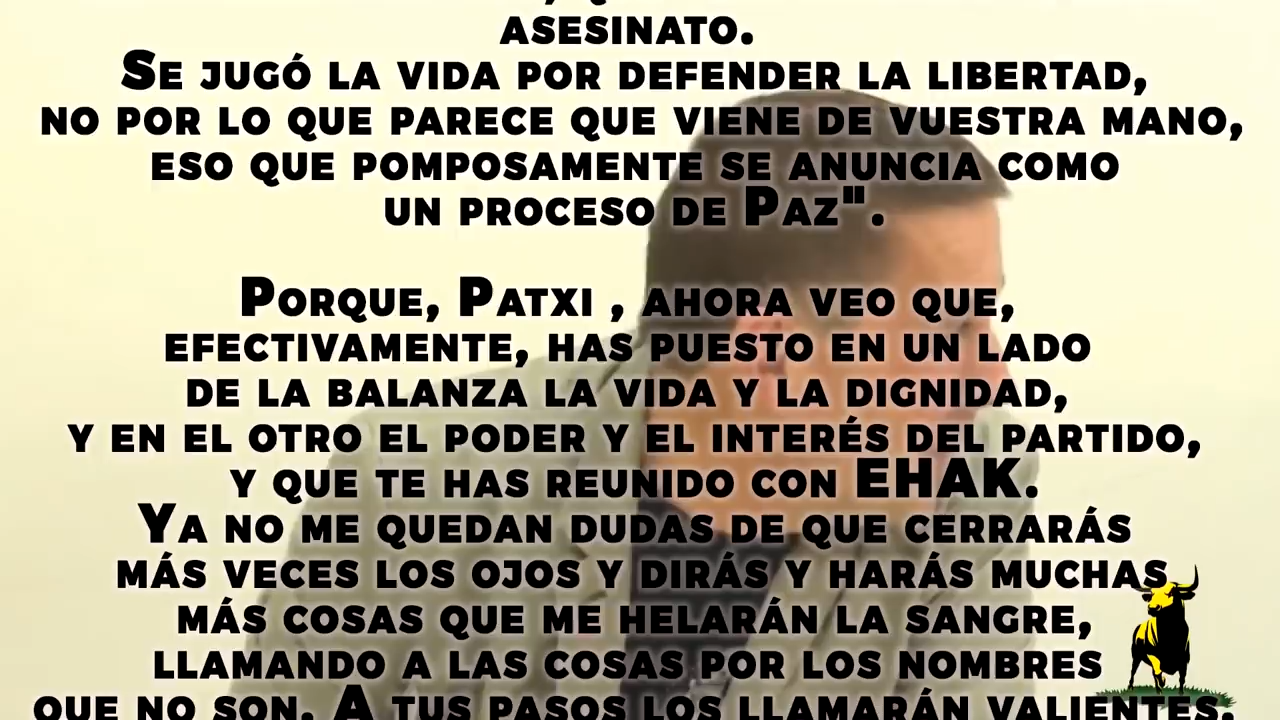 ASESINATO.
SE JUGÓ LA VIDA POR DEFENDER LA LIBERTAD,
NO POR LO QUE PARECE QUE VIENE DE VUESTRA MANO,
ESO QUE POMPOSAMENTE SE ANUNCIA COMO
UN PROCESO DE PAZ".
PORQUE, PATXI , AHORA VEO QUE,
EFECTIVAMENTE, HAS PUESTO EN UN LADO
DE LA BALANZA LA VIDA Y LA DIGNIDAD,
Y EN EL OTRO EL PODER Y EL INTERÉS DEL PARTIDO,
Y QUE TE HAS REUNIDO CON EHAK.
YA NO ME QUEDAN DUDAS DE QUE CERRARÁS
MÁS VECES LOS OJOS Y DIRÁS Y HARÁS MUCHAS
MÁS COSAS QUE ME HELARÁN LA SANGRE,
LLAMANDO A LAS COSAS POR LOS NOMBRES
QUE NO SON. A TUS PASOS LOS LLAMARÁN VALIENTES.